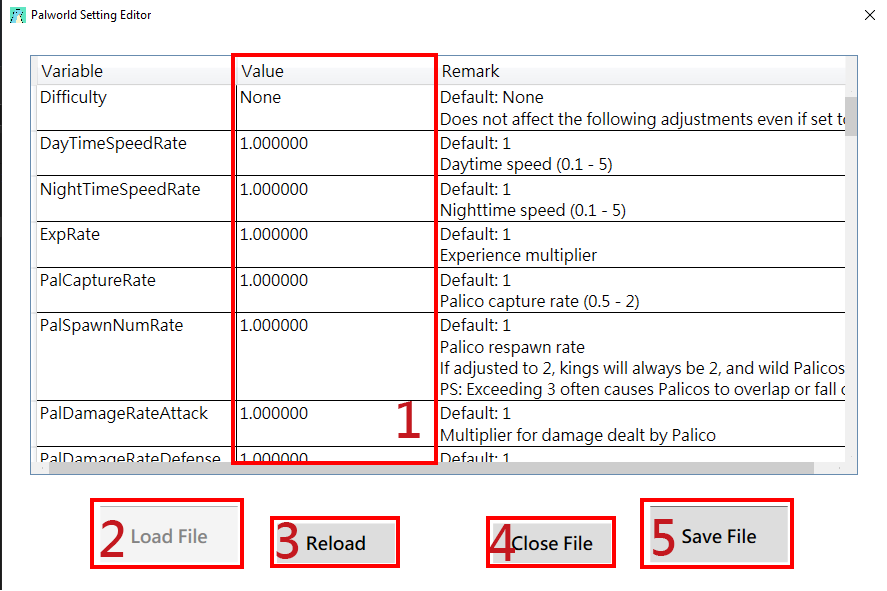 Palworld Setting Editor
Variable Value Remark
Difficulty None Default: None
Does not affect the following adjustments even if set to
DayTimeSpeedRate 1.000000 Default: 1
Daytime speed (0.1 - 5)
NightTimeSpeedRate 1.000000 Default: 1
Nighttime speed (0.1 - 5)
ExpRate 1.000000 Default: 1
Experience multiplier
PalCaptureRate 1.000000 Default: 1
Palico capture rate (0.5 - 2)
PalSpawnNumRate 1.000000 Default: 1
Palico respawn rate
If adjusted to 2, kings will always be 2, and wild Palicos
PS: Exceeding 3 often causes Palicos to overlap or fall
PalDamageRateAttack 1.000000 Default: 1
Multiplier for damage dealt by Palico
1
PalDamageRateDefense 1.000000 Default: 1
2 Load File 3 Reload 4 Close File 5 Save File